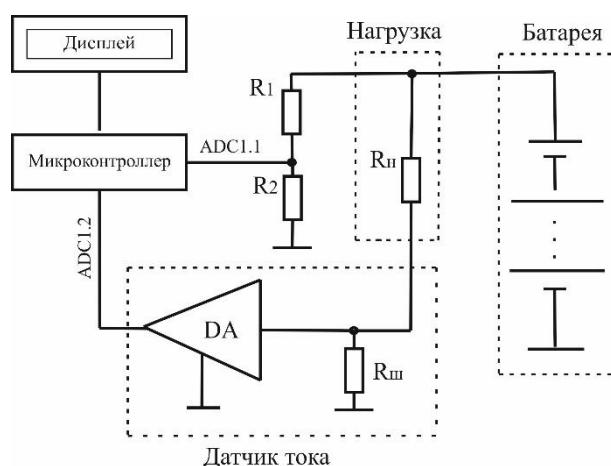 Нагрузка
Батарея
Дисплей
R1
Микроконтроллер
ADC1.1
Rн
R2
ADC1.2
DA
Rш
Датчик тока